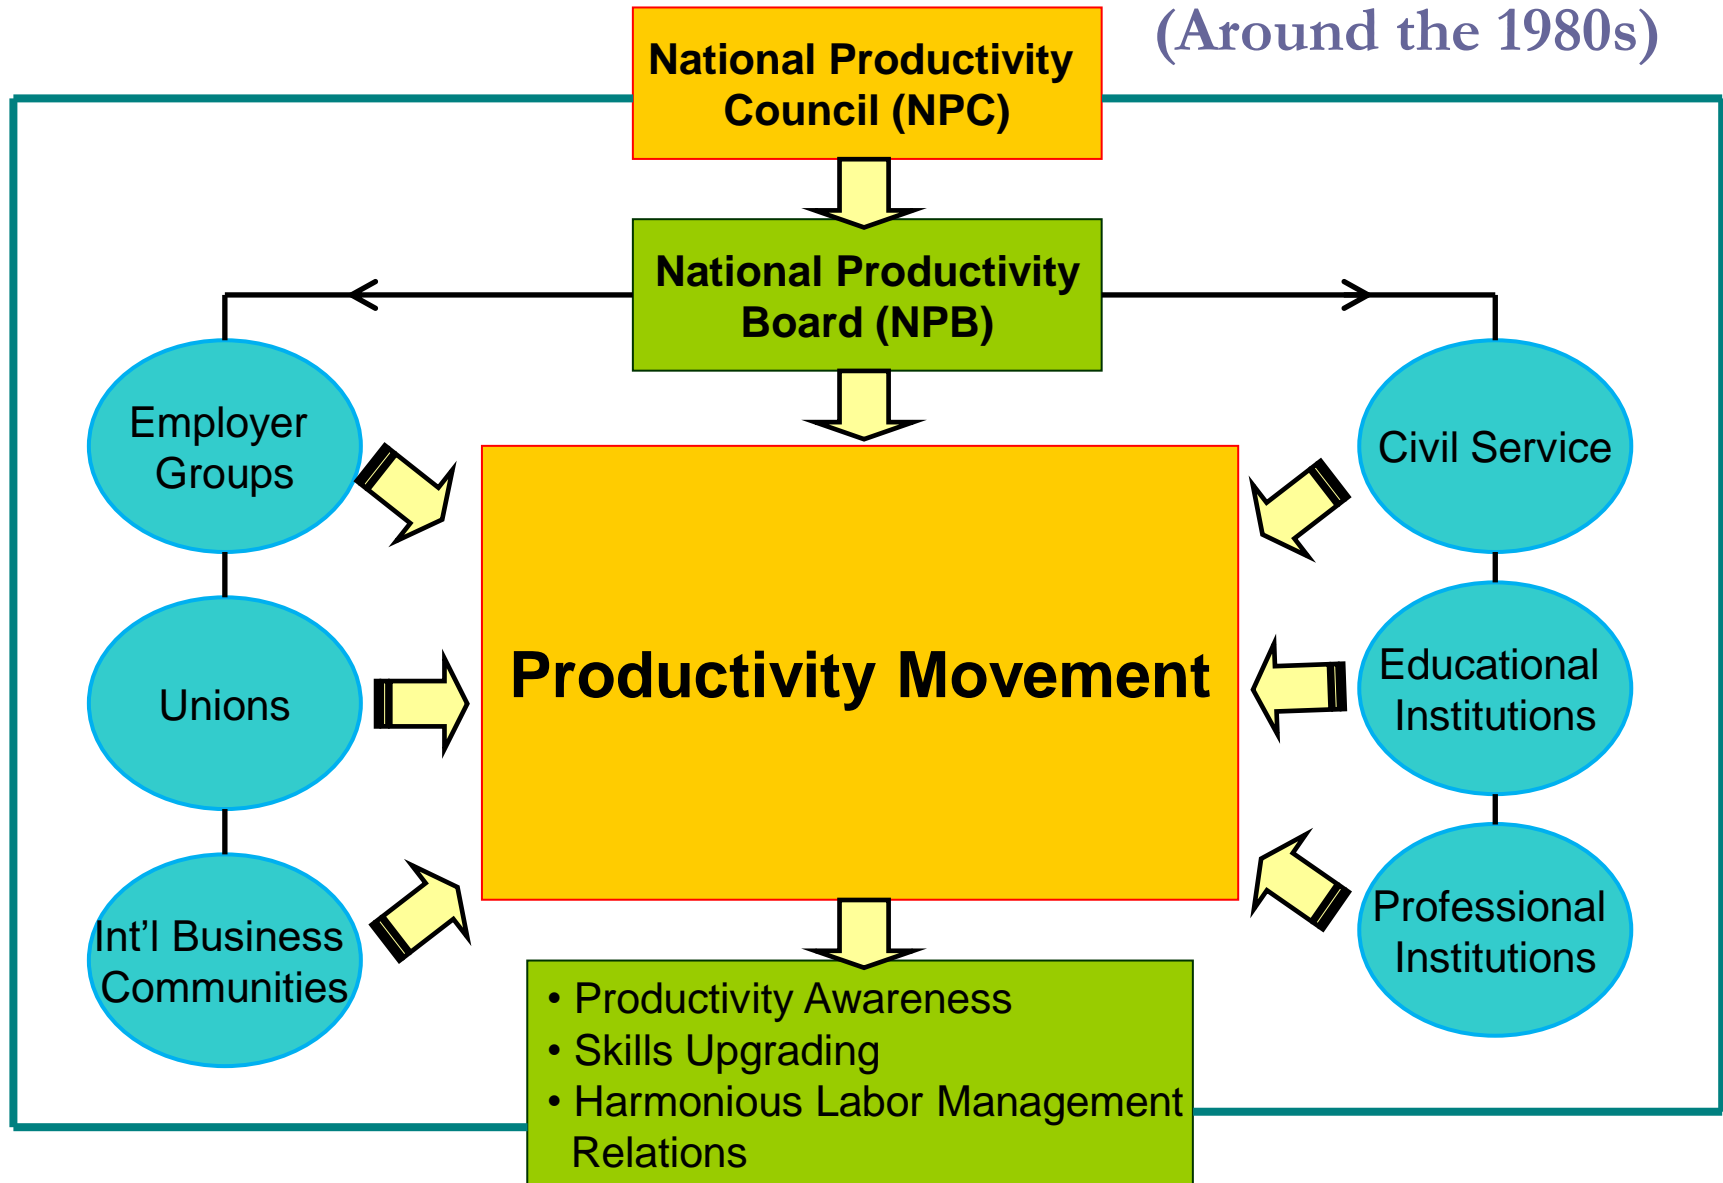 (Around the 1980s)
National Productivity
Council (NPC)
National Productivity
Board (NPB)
Employer
Groups
Unions
Int'l Business
Communities
Productivity Movement
Civil Service
Educational
Institutions
Professional
Institutions
• Productivity Awareness
• Skills Upgrading
• Harmonious Labor Management
Relations